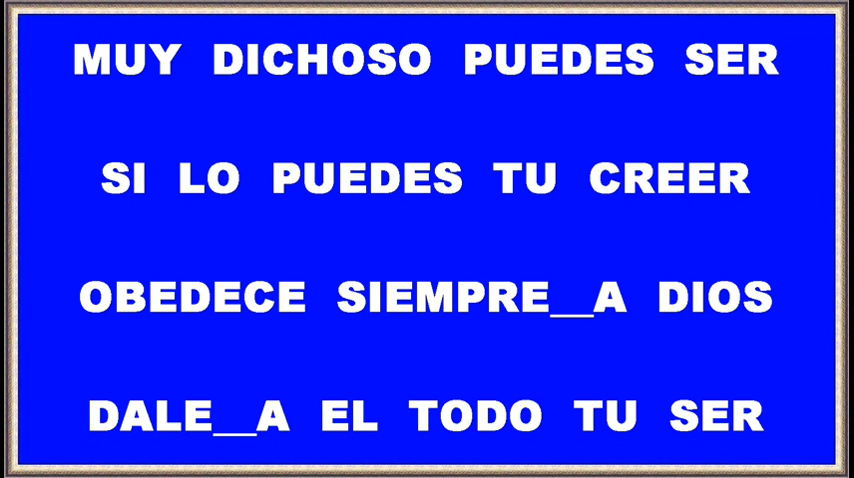 MUY DICHOSO PUEDES SER
SI LO PUEDES TU CREER
OBEDECE SIEMPRE__A DIOS
DALE__A EL TODO TU SER